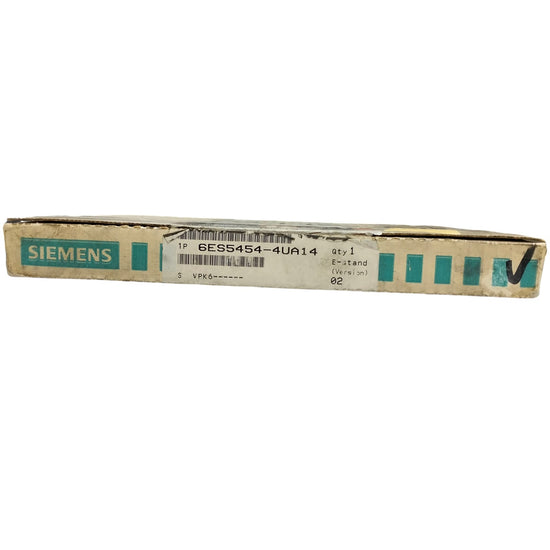 SIEMENS
1P 6ES5454-4UA14
Qty 1
E-stand
(Version)
02
S VPK6------